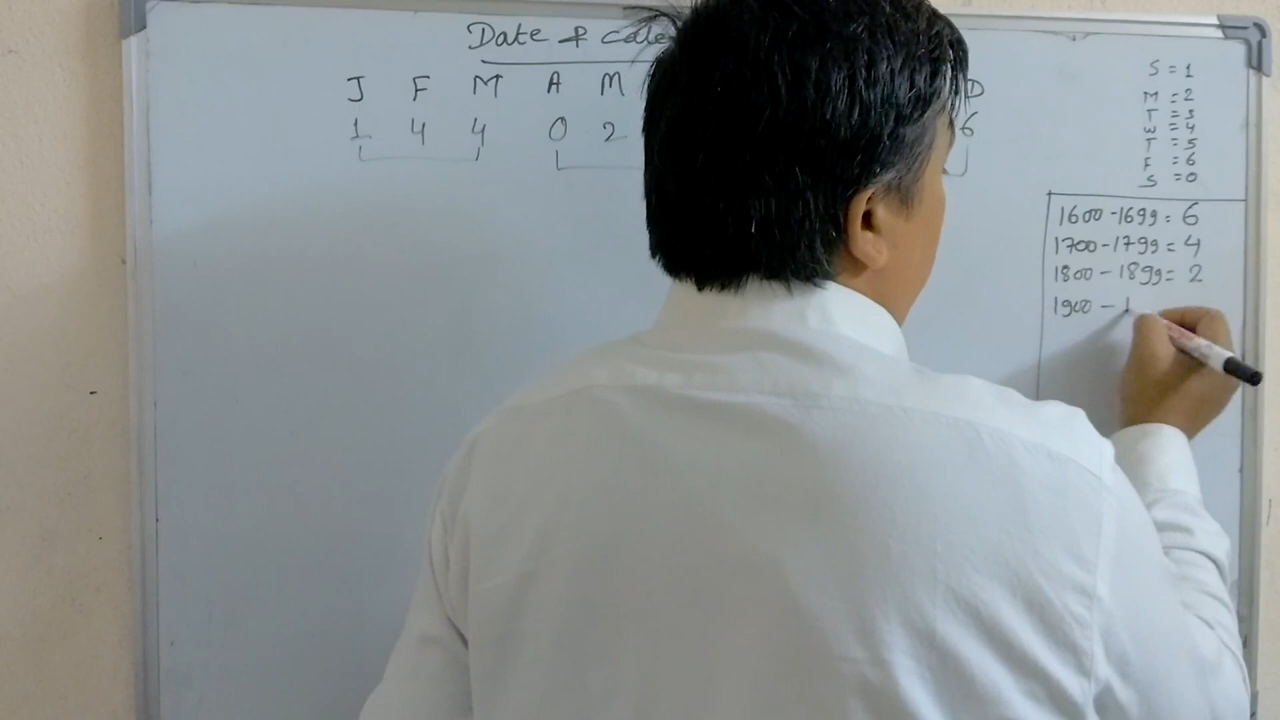 Date & Cale
J F M A M D
1 4 4 0 2 6
S = 1
M = 2
T = 3
W = 4
T = 5
F = 6
S = 0
1600 - 1699 = 6
1700 - 1799 = 4
1800 - 1899 = 2
1900 - 1